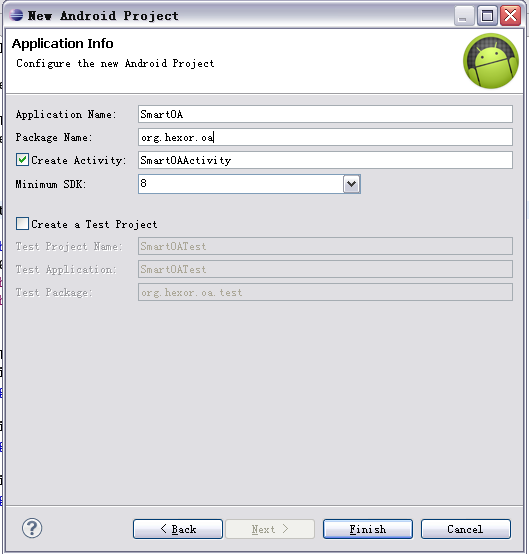 New Android Project
Application Info
Configure the new Android Project
Application Name: SmartOA
Package Name: org.hexor.oa
Create Activity: SmartOAActivity
Minimum SDK: 8
Create a Test Project
Test Project Name: SmartOATest
Test Application: SmartOATest
Test Package: org.hexor.oa.test
? < Back Next > Finish Cancel